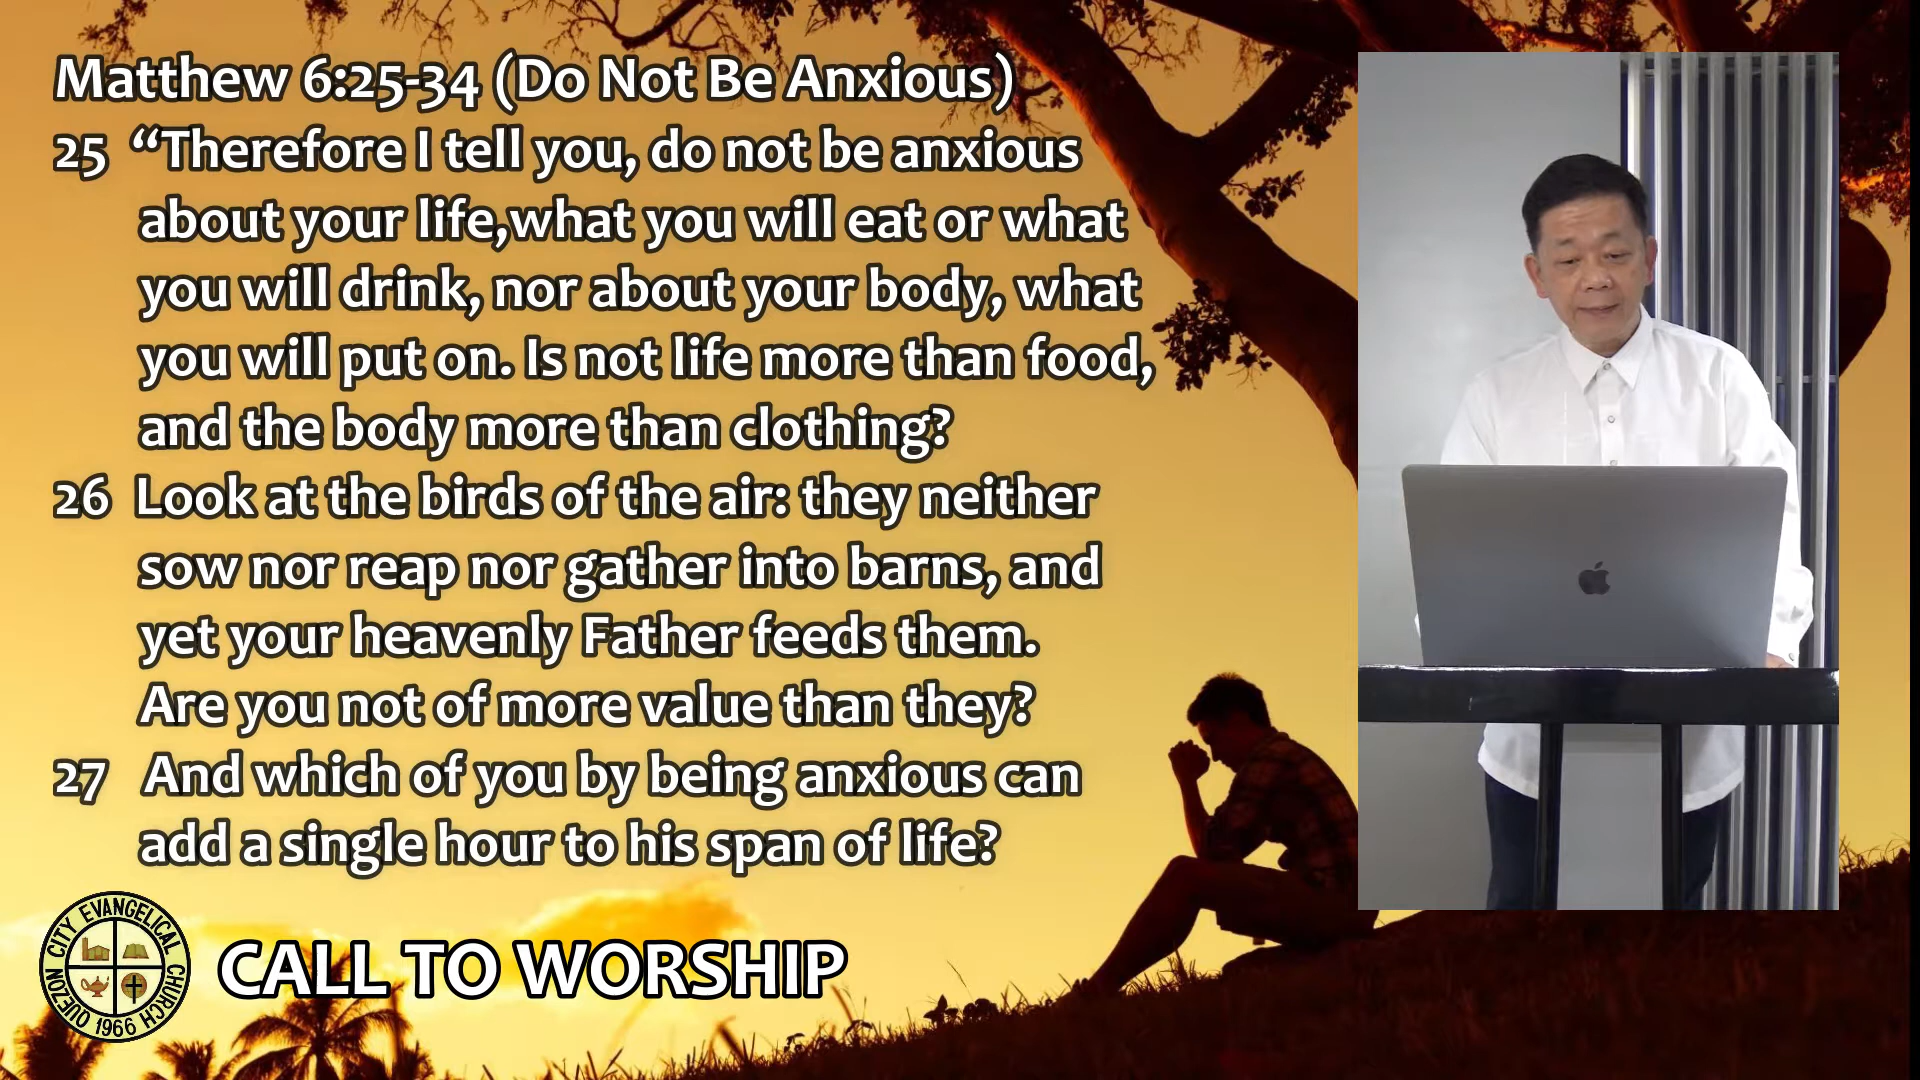 Matthew 6:25-34 (Do Not Be Anxious)
25 “Therefore I tell you, do not be anxious
about your life,what you will eat or what
you will drink, nor about your body, what
you will put on. Is not life more than food,
and the body more than clothing?
26 Look at the birds of the air: they neither
sow nor reap nor gather into barns, and
yet your heavenly Father feeds them.
Are you not of more value than they?
27 And which of you by being anxious can
add a single hour to his span of life?
QUEZON CITY EVANGELICAL CHURCH
1966
CALL TO WORSHIP